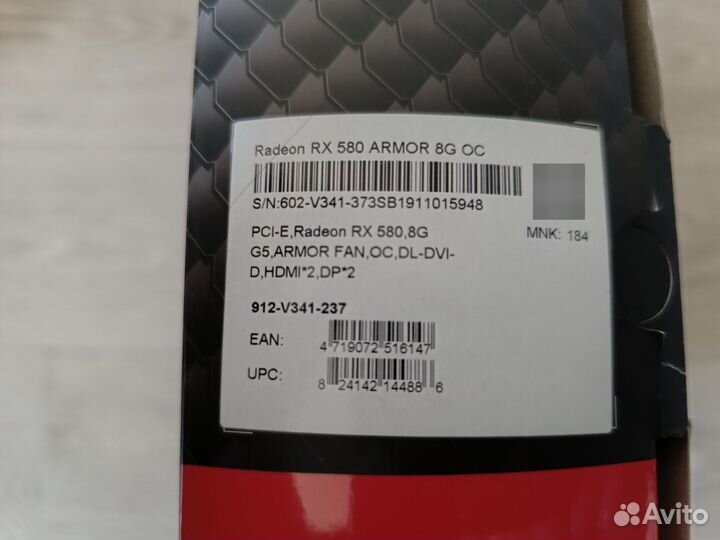 Radeon RX 580 ARMOR 8G OC
S/N:602-V341-373SB1911015948
PCI-E,Radeon RX 580,8G
G5,ARMOR FAN,OC,DL-DVI-
D,HDMI*2,DP*2
MNK: 184
912-V341-237
EAN: 4 719072 516147
UPC: 8 24142 14488 6
Avito